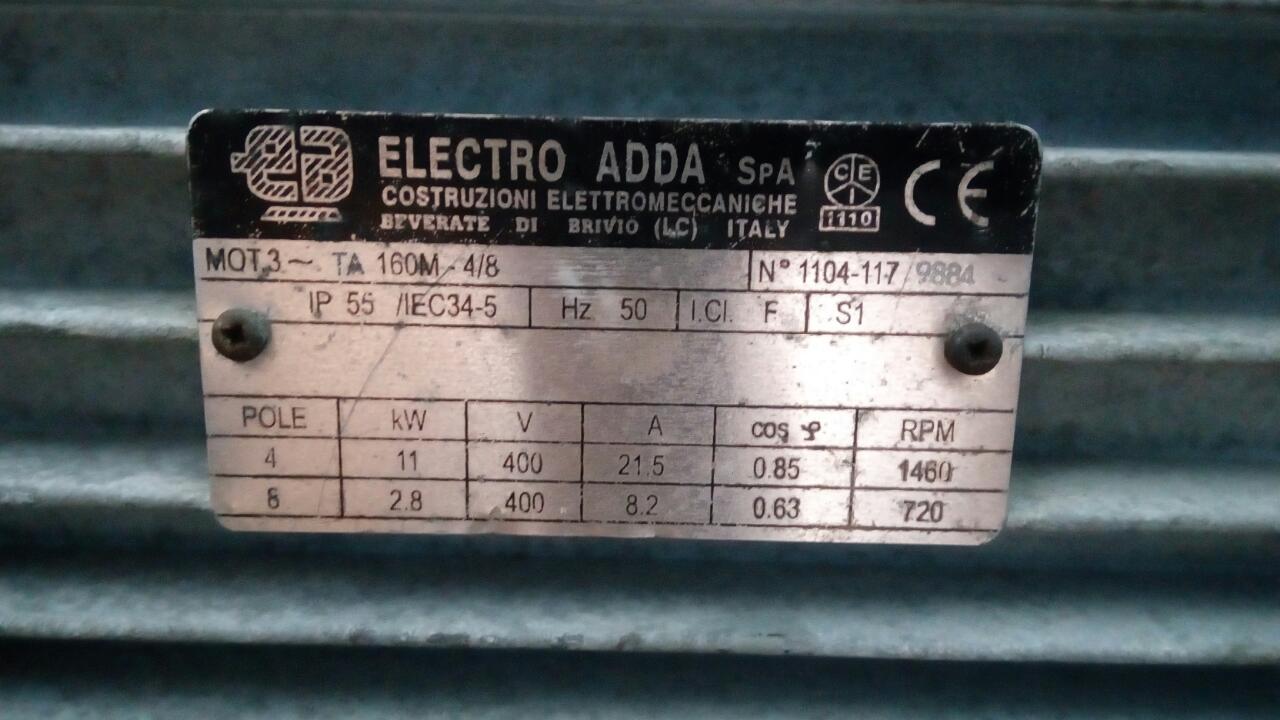 ELECTRO ADDA SpA
COSTRUZIONI ELETTROMECCANICHE
BEVERATE DI BRIVIO (LC) ITALY
CEI
1110
CE
MOT.3~ TA 160M - 4/8 N° 1104-117/9884
IP 55 /IEC34-5 Hz 50 I.Cl. F S1
POLE kW V A cos φ RPM
4 11 400 21.5 0.85 1460
8 2.8 400 8.2 0.63 720